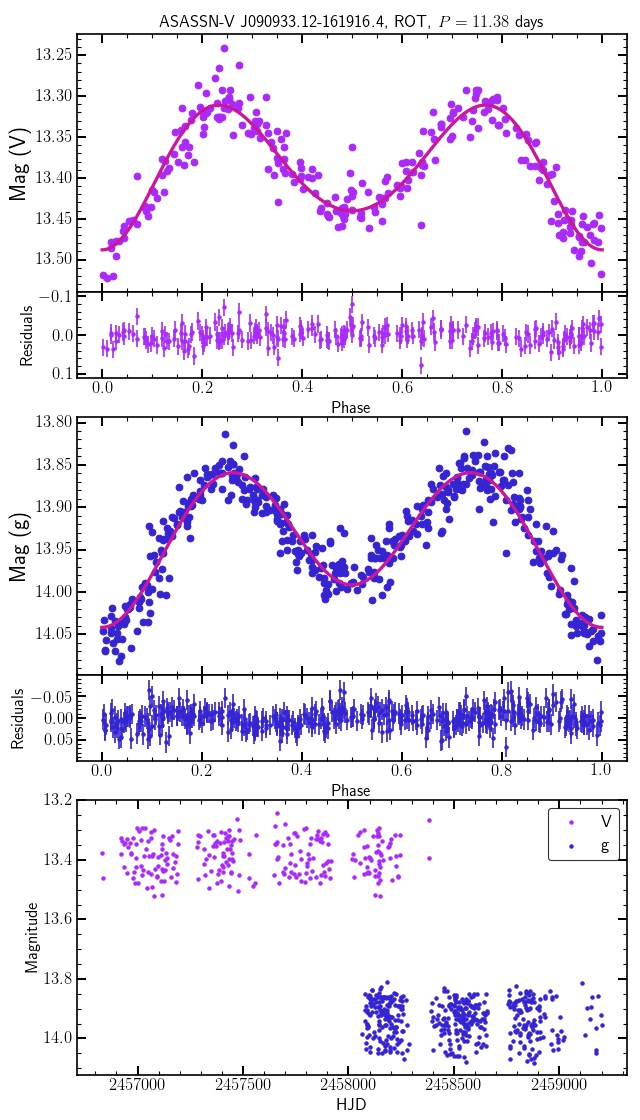 ASASSN-V J090933.12-161916.4, ROT, P = 11.38 days
13.25
13.30
13.35
13.40
13.45
13.50
Mag (V)
−0.1
0.0
0.1
Residuals
0.0 0.2 0.4 0.6 0.8 1.0
Phase
13.80
13.85
13.90
13.95
14.00
14.05
Mag (g)
−0.05
0.00
0.05
Residuals
0.0 0.2 0.4 0.6 0.8 1.0
Phase
13.2
13.4
13.6
13.8
14.0
Magnitude
V
g
2457000 2457500 2458000 2458500 2459000
HJD